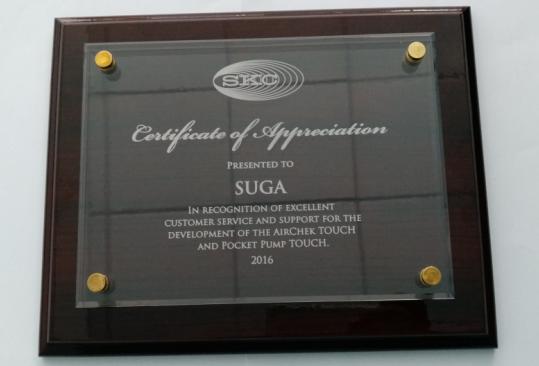 SKC
Certificate of Appreciation
PRESENTED TO
SUGA
IN RECOGNITION OF EXCELLENT
CUSTOMER SERVICE AND SUPPORT FOR THE
DEVELOPMENT OF THE AIRCHEK TOUCH
AND POCKET PUMP TOUCH.
2016